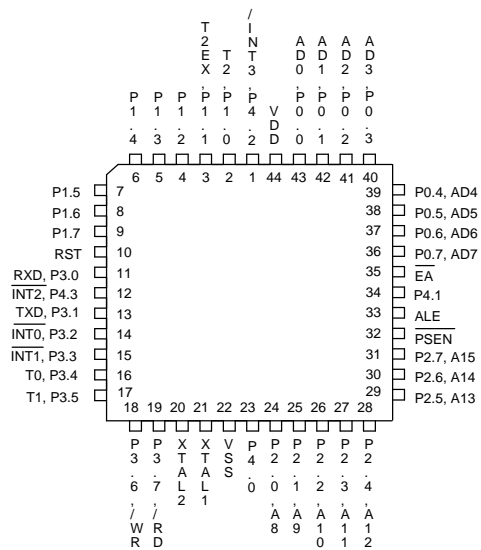 P1.4
P1.3
P1.2
T2EX,P1.1
T2,P1.0
/INT3,P4.2
VDD
AD0,P0.0
AD1,P0.1
AD2,P0.2
AD3,P0.3
6 5 4 3 2 1 44 43 42 41 40
P1.5 7
P1.6 8
P1.7 9
RST 10
RXD, P3.0 11
INT2, P4.3 12
TXD, P3.1 13
INT0, P3.2 14
INT1, P3.3 15
T0, P3.4 16
T1, P3.5 17
39 P0.4, AD4
38 P0.5, AD5
37 P0.6, AD6
36 P0.7, AD7
35 EA
34 P4.1
33 ALE
32 PSEN
31 P2.7, A15
30 P2.6, A14
29 P2.5, A13
18 19 20 21 22 23 24 25 26 27 28
P3.6,/WR
P3.7,/RD
XTAL2
XTAL1
VSS
P4.0
P2.0,A8
P2.1,A9
P2.2,A10
P2.3,A11
P2.4,A12